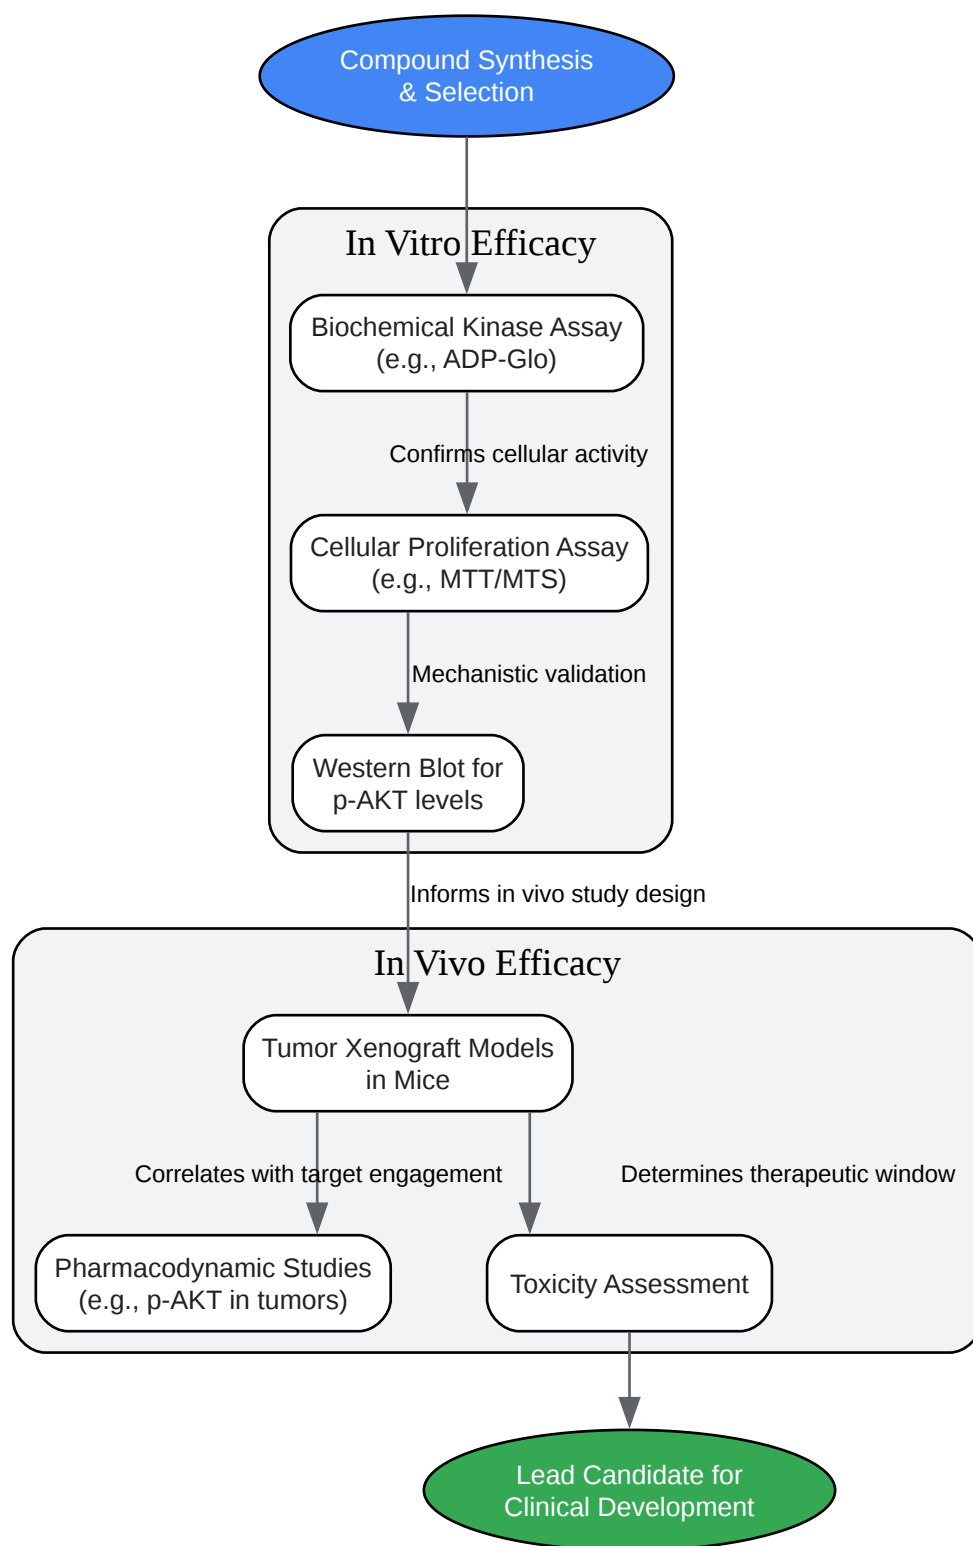 Compound Synthesis
& Selection
In Vitro Efficacy
Biochemical Kinase Assay
(e.g., ADP-Glo)
Confirms cellular activity
Cellular Proliferation Assay
(e.g., MTT/MTS)
Mechanistic validation
Western Blot for
p-AKT levels
Informs in vivo study design
In Vivo Efficacy
Tumor Xenograft Models
in Mice
Correlates with target engagement
Determines therapeutic window
Pharmacodynamic Studies
(e.g., p-AKT in tumors)
Toxicity Assessment
Lead Candidate for
Clinical Development